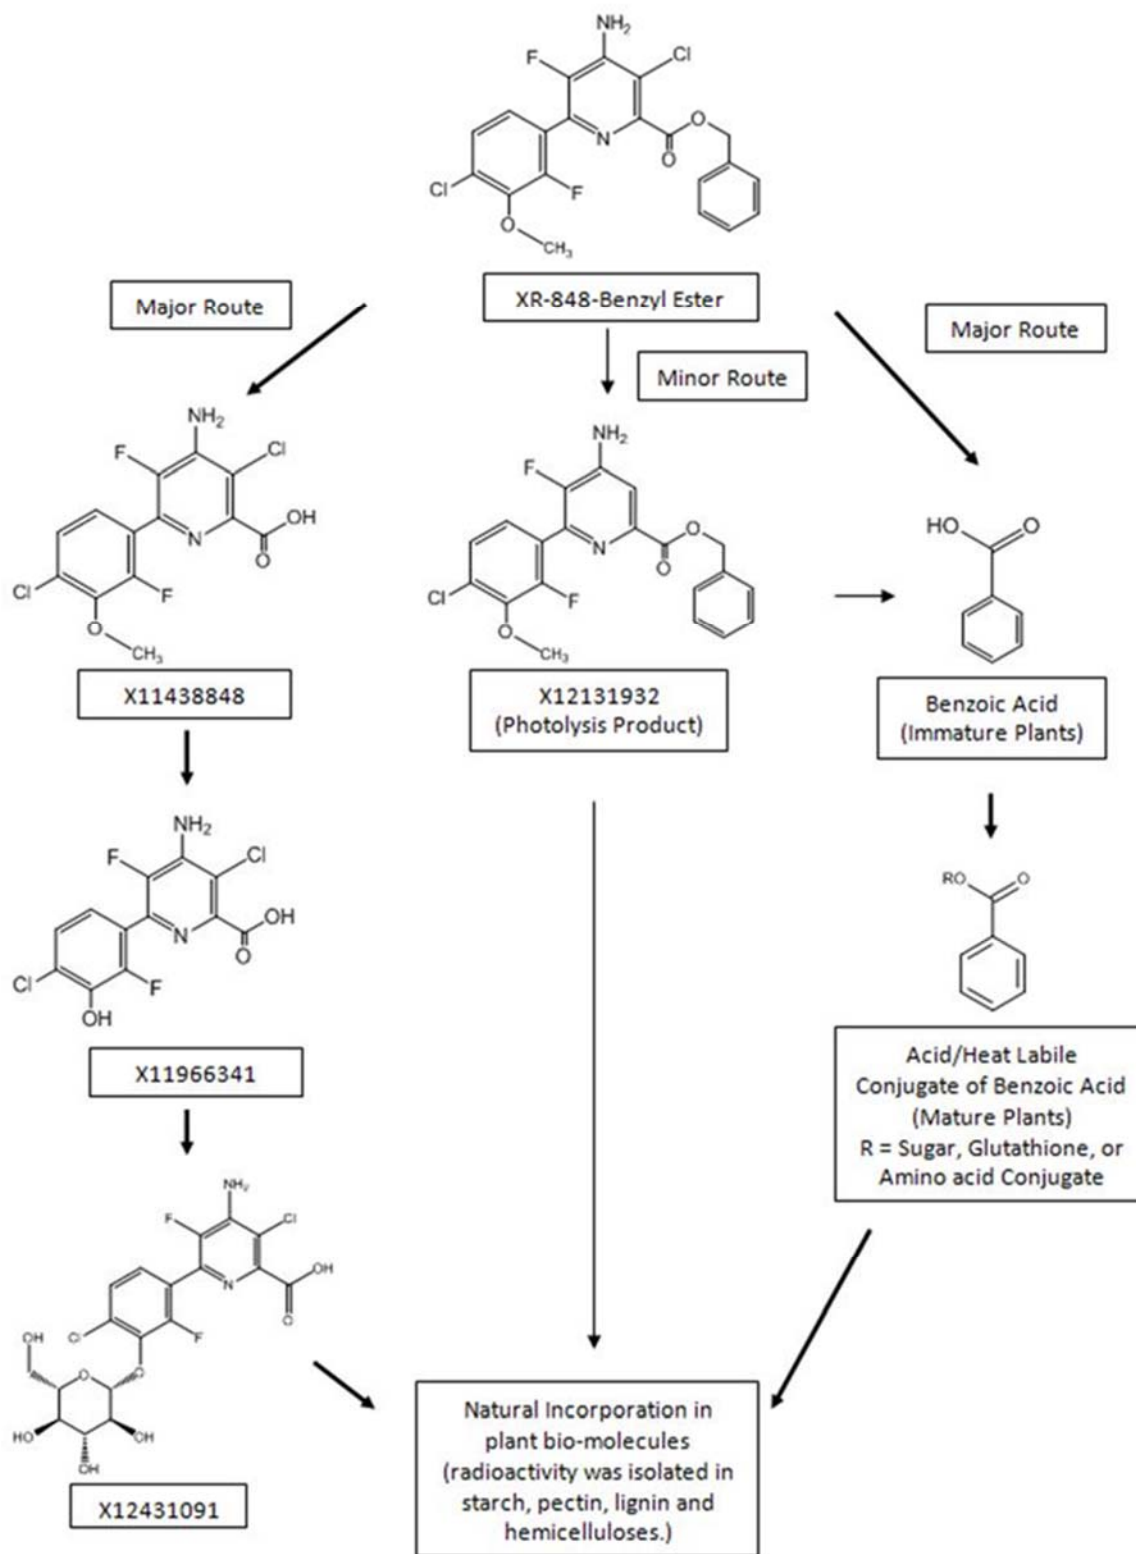 NH₂
F
Cl
N
O
O
Cl
F
O
CH₃
XR-848-Benzyl Ester
Major Route
Minor Route
Major Route
NH₂
F
Cl
N
OH
O
Cl
F
O
CH₃
X11438848
NH₂
F
N
O
O
Cl
F
O
CH₃
X12131932
(Photolysis Product)
HO
O
Benzoic Acid
(Immature Plants)
NH₂
F
Cl
N
OH
O
Cl
F
OH
X11966341
RO
O
Acid/Heat Labile
Conjugate of Benzoic Acid
(Mature Plants)
R = Sugar, Glutathione, or
Amino acid Conjugate
NH₂
F
Cl
N
OH
O
Cl
F
OH
O
O
HO
OH
OH
X12431091
Natural Incorporation in
plant bio-molecules
(radioactivity was isolated in
starch, pectin, lignin and
hemicelluloses.)